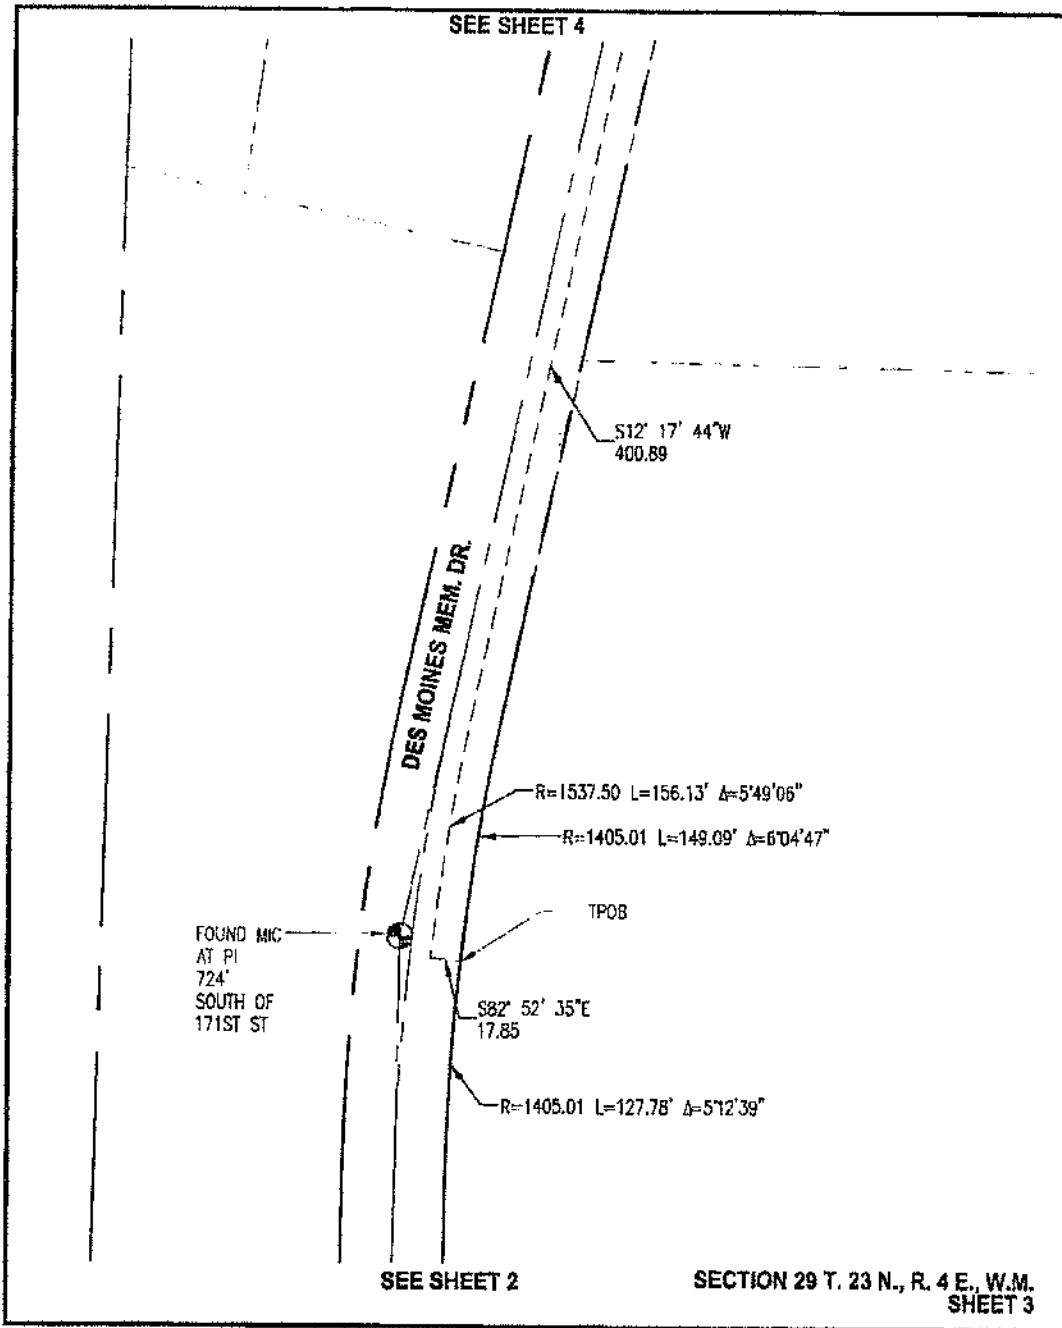 SEE SHEET 4
S12° 17' 44"W
400.89
DES MOINES MEM. DR.
R=1537.50 L=156.13' Δ=5°49'06"
R=1405.01 L=149.09' Δ=6°04'47"
TPOB
FOUND MIC
AT PI
724'
SOUTH OF
171ST ST
S82° 52' 35"E
17.85
R=1405.01 L=127.78' Δ=5°12'39"
SEE SHEET 2
SECTION 29 T. 23 N., R. 4 E., W.M.
SHEET 3